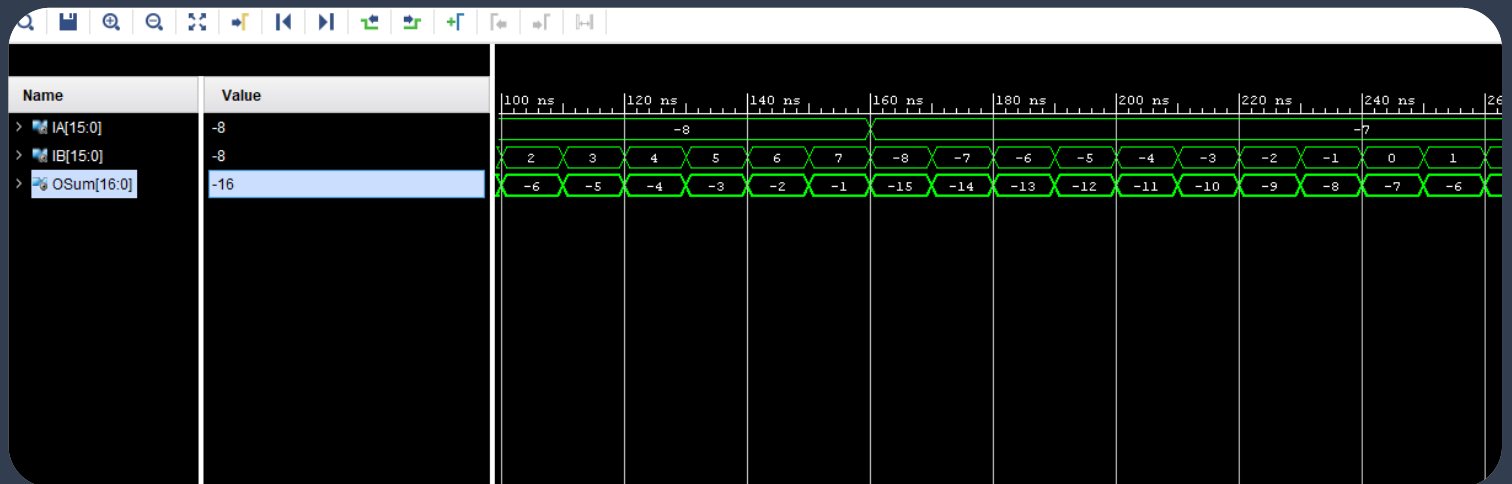 Name Value
100 ns 120 ns 140 ns 160 ns 180 ns 200 ns 220 ns 240 ns 26
IA[15:0] -8 -8 -7
IB[15:0] -8 2 3 4 5 6 7 -8 -7 -6 -5 -4 -3 -2 -1 0 1
OSum[16:0] -16 -6 -5 -4 -3 -2 -1 -15 -14 -13 -12 -11 -10 -9 -8 -7 -6